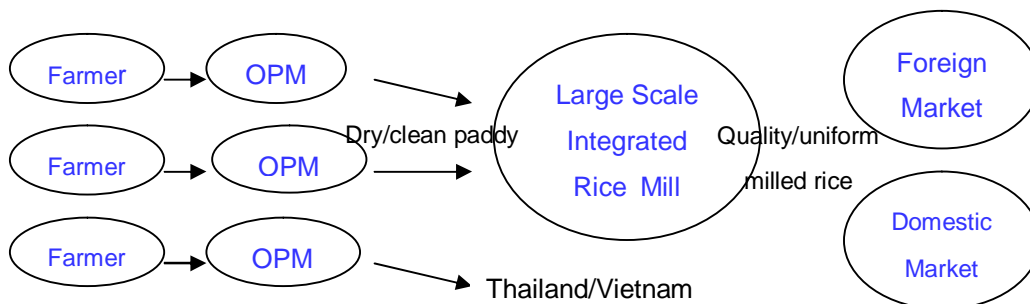 Farmer
OPM
Farmer
OPM
Farmer
OPM
Dry/clean paddy
Thailand/Vietnam
Large Scale
Integrated
Rice Mill
Quality/uniform
milled rice
Foreign
Market
Domestic
Market